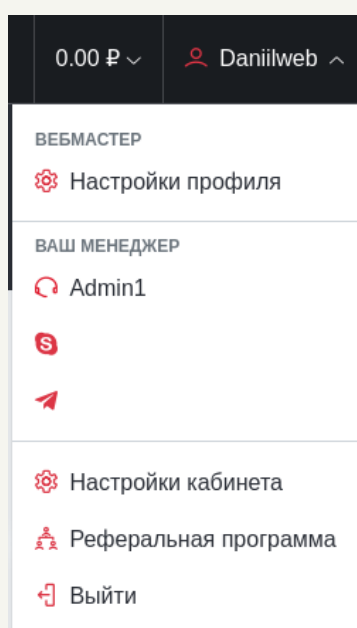 0.00 ₽
Daniilweb
ВЕБМАСТЕР
Настройки профиля
ВАШ МЕНЕДЖЕР
Admin1
Настройки кабинета
Реферальная программа
Выйти